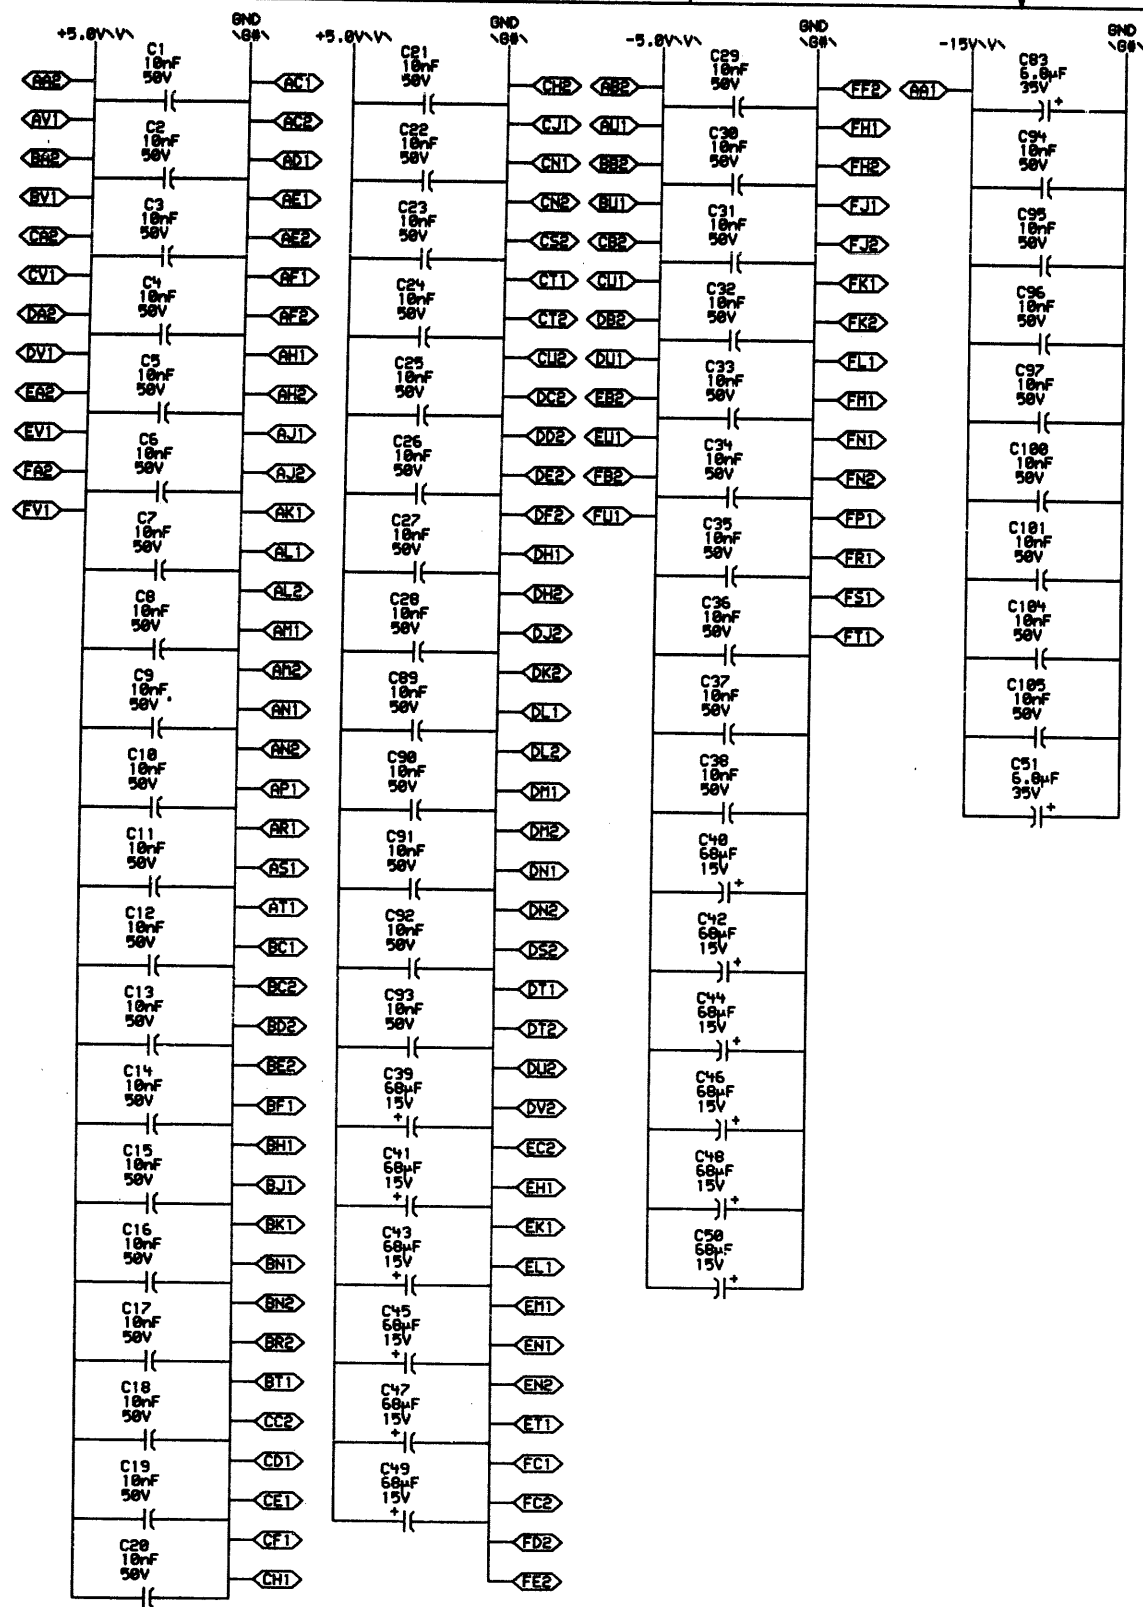 +5.0V\V\
GND
\G#\
AA2
AV1
BA2
BV1
CA2
CV1
DA2
DV1
EA2
EV1
FA2
FV1
C1
10nF
50V
C2
10nF
50V
C3
10nF
50V
C4
10nF
50V
C5
10nF
50V
C6
10nF
50V
C7
10nF
50V
C8
10nF
50V
C9
10nF
50V
C10
10nF
50V
C11
10nF
50V
C12
10nF
50V
C13
10nF
50V
C14
10nF
50V
C15
10nF
50V
C16
10nF
50V
C17
10nF
50V
C18
10nF
50V
C19
10nF
50V
C20
10nF
50V
AC1
AC2
AD1
AE1
AE2
AF1
AF2
AH1
AH2
AJ1
AJ2
AK1
AL1
AL2
AM1
AM2
AN1
AN2
AP1
AR1
AS1
AT1
BC1
BC2
BD2
BE2
BF1
BH1
BJ1
BK1
BN1
BN2
BR2
BT1
CC2
CD1
CE1
CF1
CH1
+5.0V\V\
GND
\G#\
C21
10nF
50V
C22
10nF
50V
C23
10nF
50V
C24
10nF
50V
C25
10nF
50V
C26
10nF
50V
C27
10nF
50V
C28
10nF
50V
C89
10nF
50V
C90
10nF
50V
C91
10nF
50V
C92
10nF
50V
C93
10nF
50V
C39
68µF
15V
+
C41
68µF
15V
+
C43
68µF
15V
+
C45
68µF
15V
+
C47
68µF
15V
+
C49
68µF
15V
+
CH2
CJ1
CN1
CN2
CS2
CT1
CT2
CU2
DC2
DD2
DE2
DF2
DH1
DH2
DJ2
DK2
DL1
DL2
DM1
DM2
DN1
DN2
DS2
DT1
DT2
DU2
DV2
EC2
EH1
EK1
EL1
EM1
EN1
EN2
ET1
FC1
FC2
FD2
FE2
-5.0V\V\
GND
\G#\
AB2
AU1
BB2
BU1
CB2
CU1
DB2
DU1
EB2
EU1
FB2
FU1
C29
10nF
50V
C30
10nF
50V
C31
10nF
50V
C32
10nF
50V
C33
10nF
50V
C34
10nF
50V
C35
10nF
50V
C36
10nF
50V
C37
10nF
50V
C38
10nF
50V
C40
68µF
15V
+
C42
68µF
15V
+
C44
68µF
15V
+
C46
68µF
15V
+
C48
68µF
15V
+
C50
68µF
15V
+
FF2
FH1
FH2
FJ1
FJ2
FK1
FK2
FL1
FM1
FN1
FN2
FP1
FR1
FS1
FT1
-15V\V\
GND
\G#\
AA1
C83
6.8µF
35V
+
C94
10nF
50V
C95
10nF
50V
C96
10nF
50V
C97
10nF
50V
C100
10nF
50V
C101
10nF
50V
C104
10nF
50V
C105
10nF
50V
C51
6.8µF
35V
+